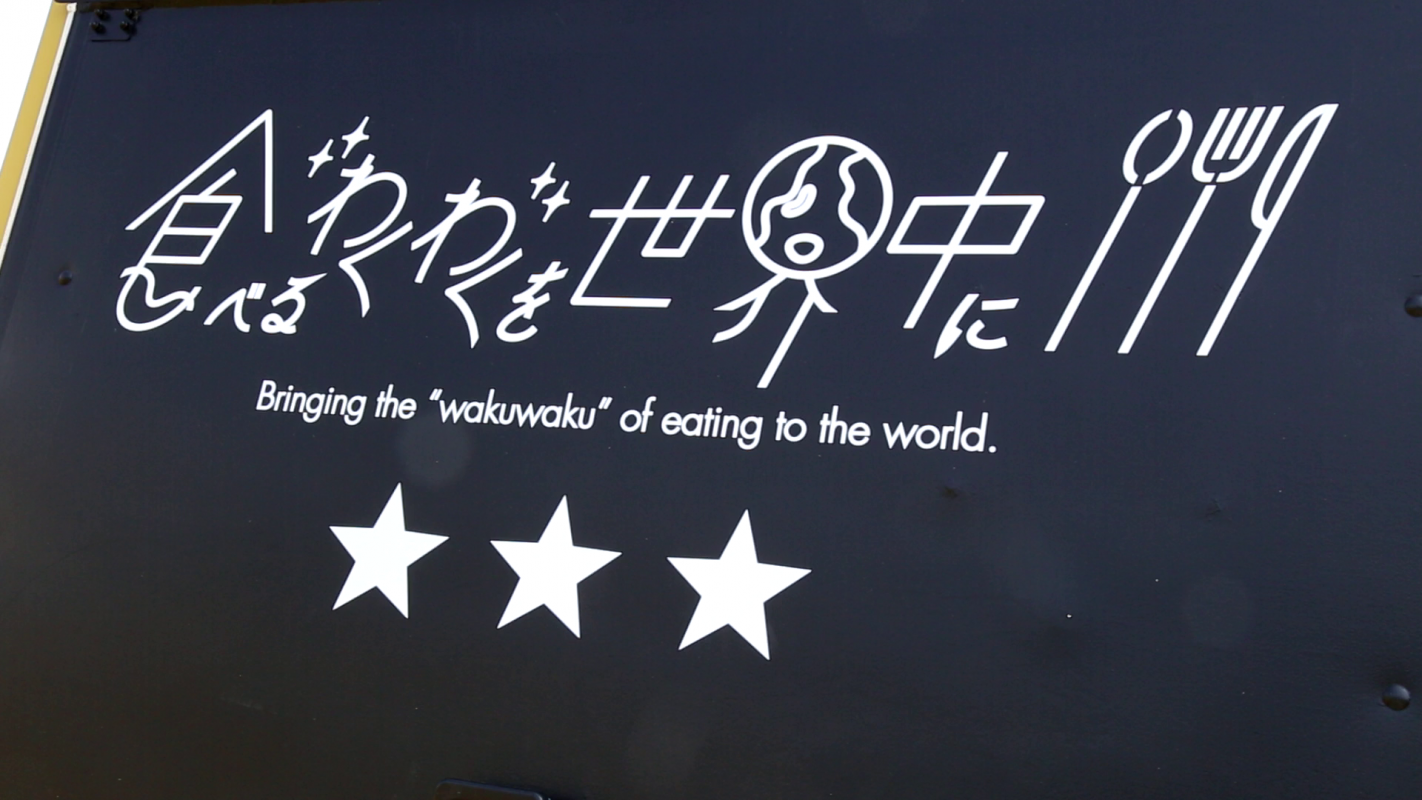 食べるわくわくを世界中に
Bringing the “wakuwaku” of eating to the world.